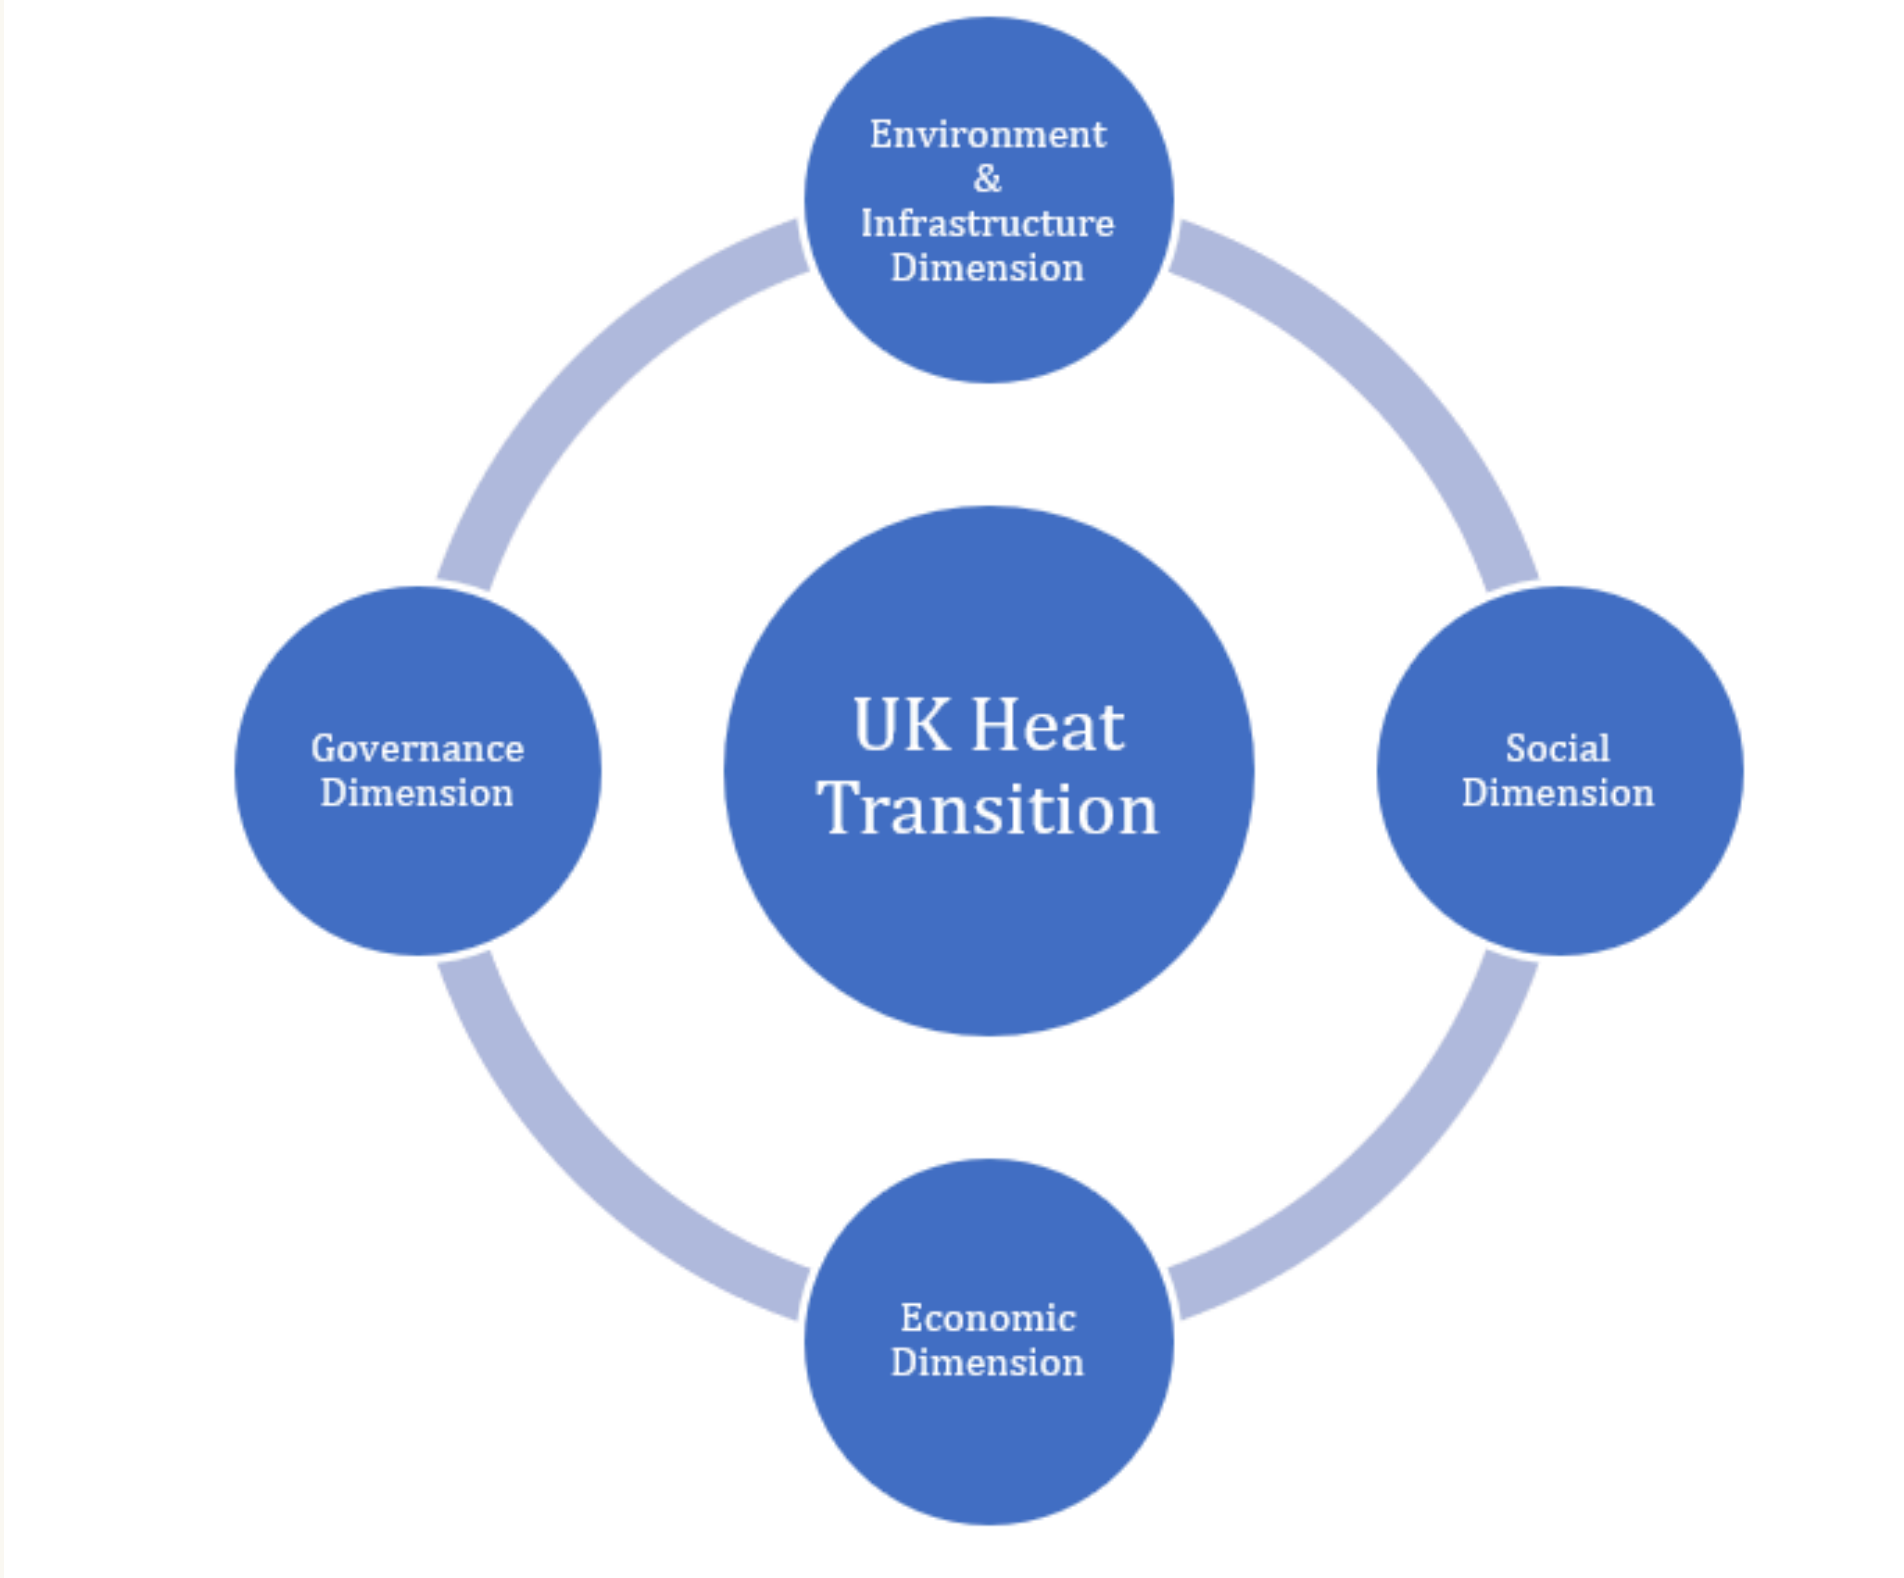 Environment
&
Infrastructure
Dimension
Governance
Dimension
UK Heat
Transition
Social
Dimension
Economic
Dimension